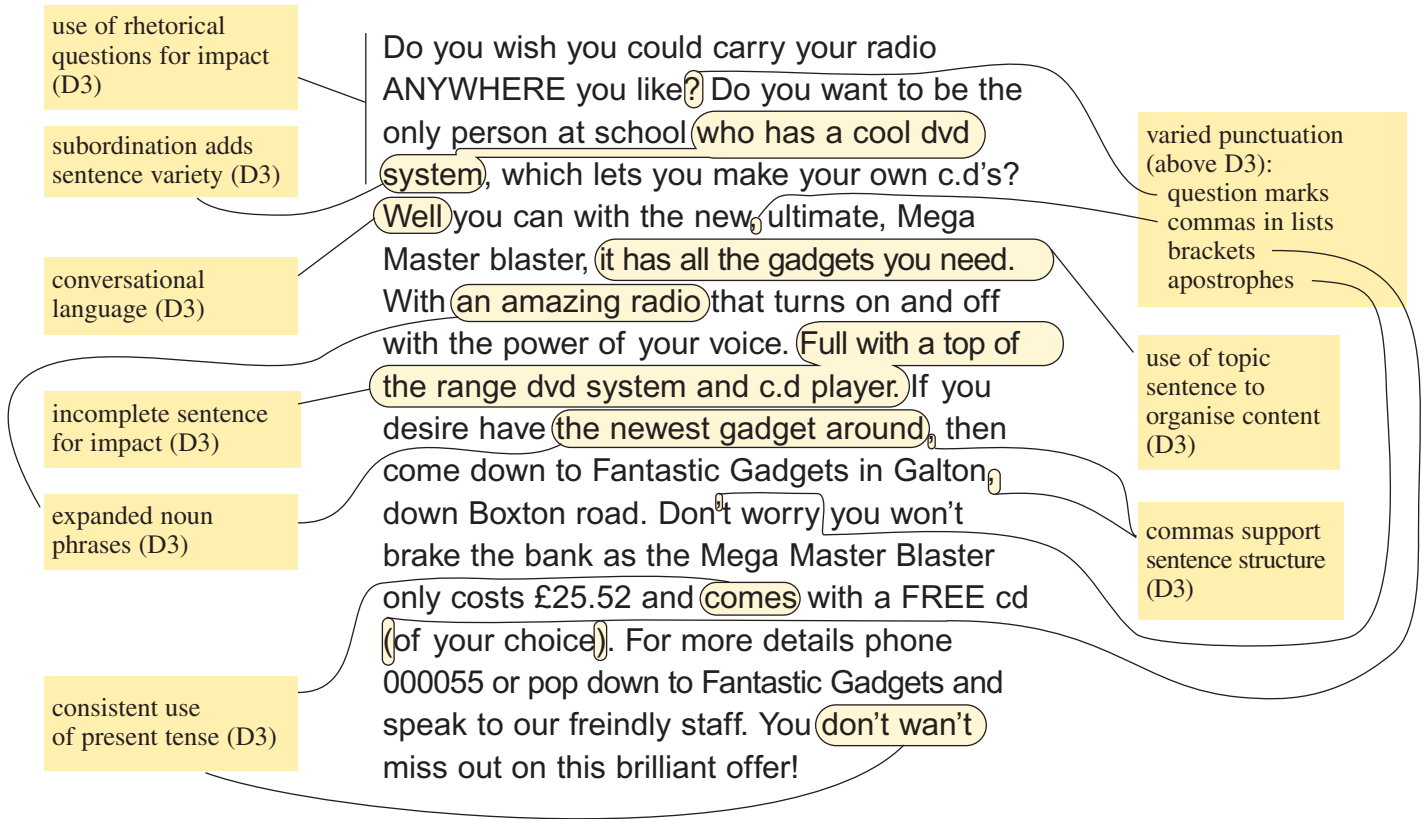 use of rhetorical
questions for impact
(D3)
subordination adds
sentence variety (D3)
conversational
language (D3)
incomplete sentence
for impact (D3)
expanded noun
phrases (D3)
consistent use
of present tense (D3)
Do you wish you could carry your radio
ANYWHERE you like? Do you want to be the
only person at school who has a cool dvd
system, which lets you make your own c.d's?
Well you can with the new, ultimate, Mega
Master blaster, it has all the gadgets you need.
With an amazing radio that turns on and off
with the power of your voice. Full with a top of
the range dvd system and c.d player. If you
desire have the newest gadget around, then
come down to Fantastic Gadgets in Galton,
down Boxton road. Don't worry you won't
brake the bank as the Mega Master Blaster
only costs £25.52 and comes with a FREE cd
(of your choice). For more details phone
000055 or pop down to Fantastic Gadgets and
speak to our freindly staff. You don't wan't
miss out on this brilliant offer!
varied punctuation
(above D3):
question marks
commas in lists
brackets
apostrophes
use of topic
sentence to
organise content
(D3)
commas support
sentence structure
(D3)